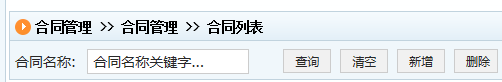 合同管理 >> 合同管理 >> 合同列表
合同名称: 合同名称关键字... 查询 清空 新增 删除